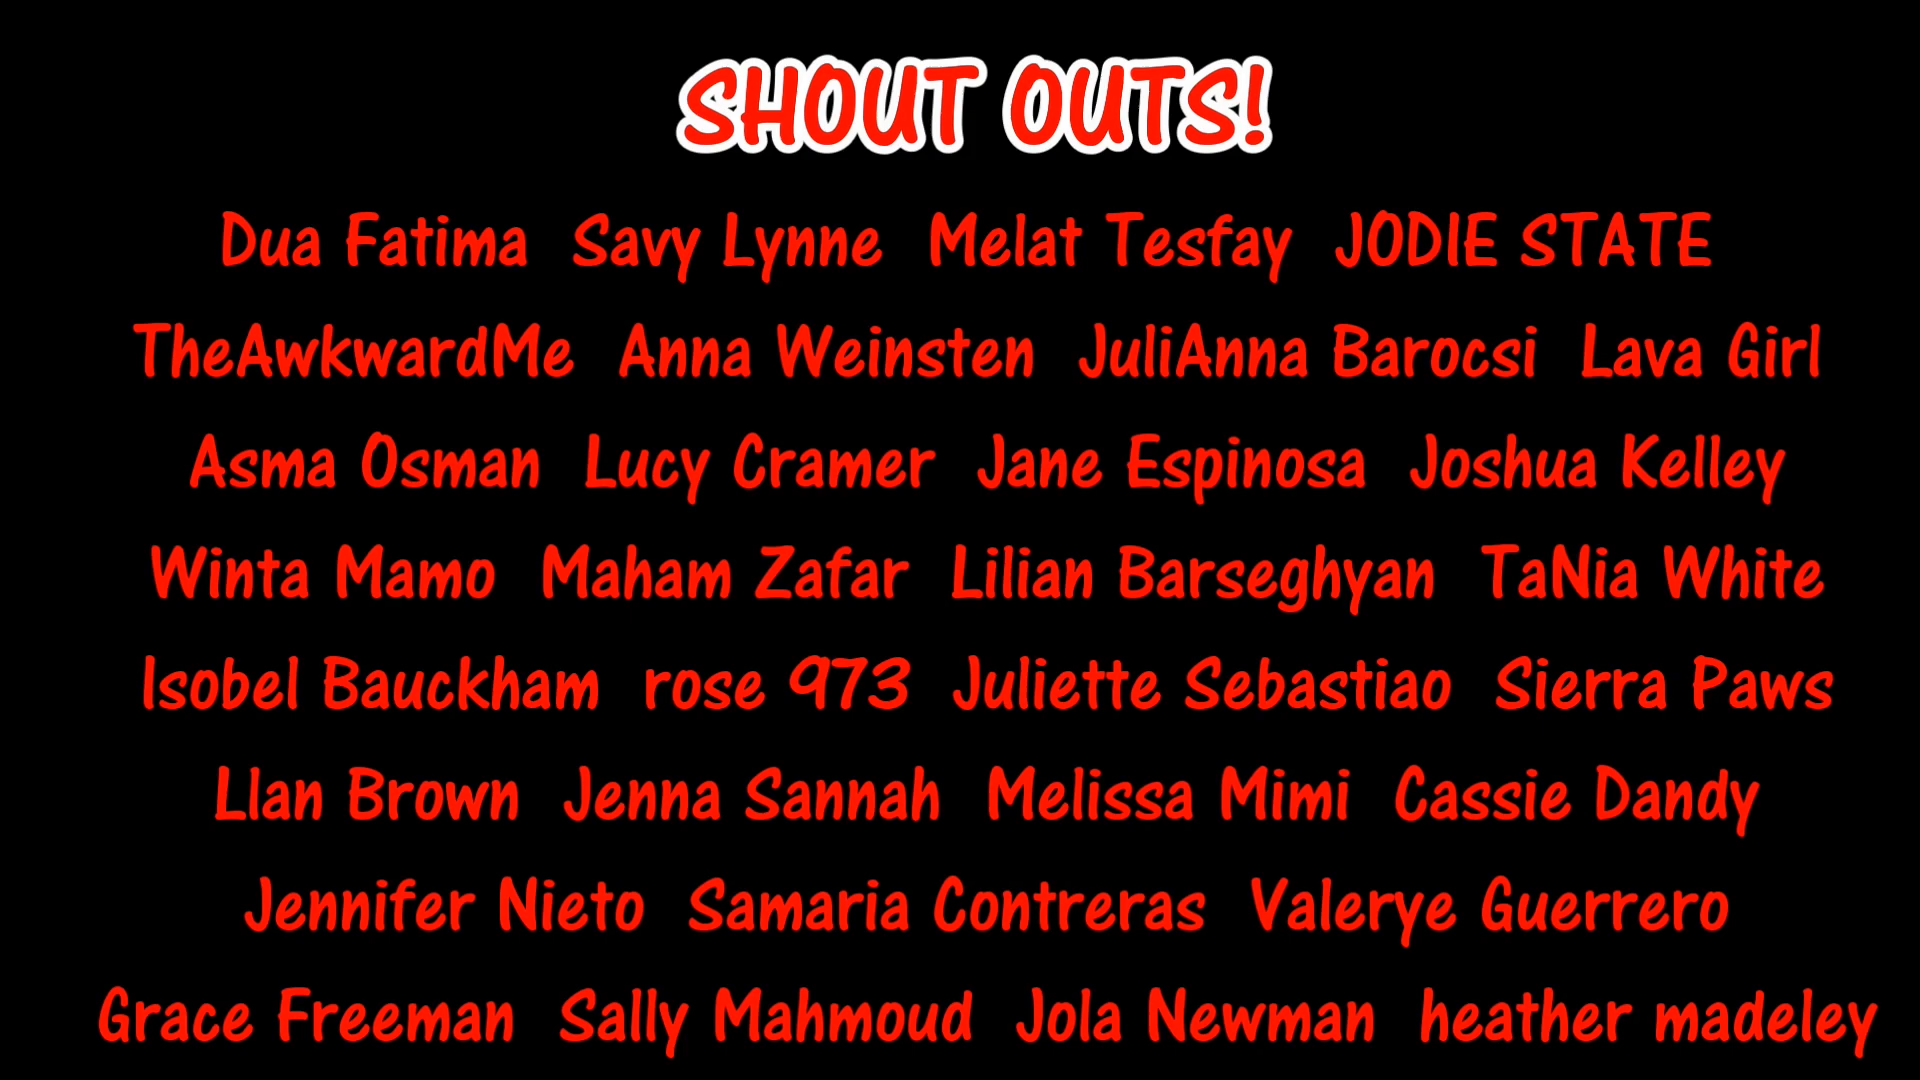 SHOUT OUTS!
Dua Fatima Savy Lynne Melat Tesfay JODIE STATE
TheAwkwardMe Anna Weinsten JuliAnna Barocsi Lava Girl
Asma Osman Lucy Cramer Jane Espinosa Joshua Kelley
Winta Mamo Maham Zafar Lilian Barseghyan TaNia White
Isobel Bauckham rose 973 Juliette Sebastiao Sierra Paws
Llan Brown Jenna Sannah Melissa Mimi Cassie Dandy
Jennifer Nieto Samaria Contreras Valerye Guerrero
Grace Freeman Sally Mahmoud Jola Newman heather madeley